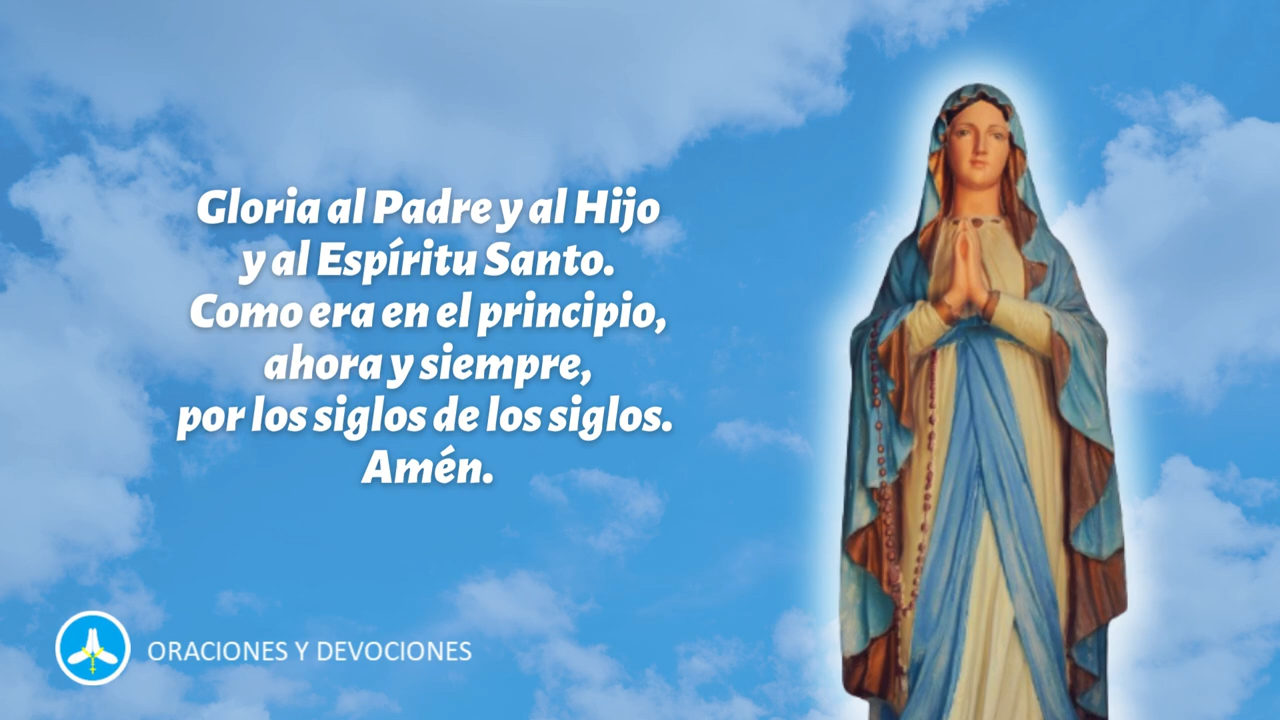 Gloria al Padre y al Hijo
y al Espíritu Santo.
Como era en el principio,
ahora y siempre,
por los siglos de los siglos.
Amén.
ORACIONES Y DEVOCIONES